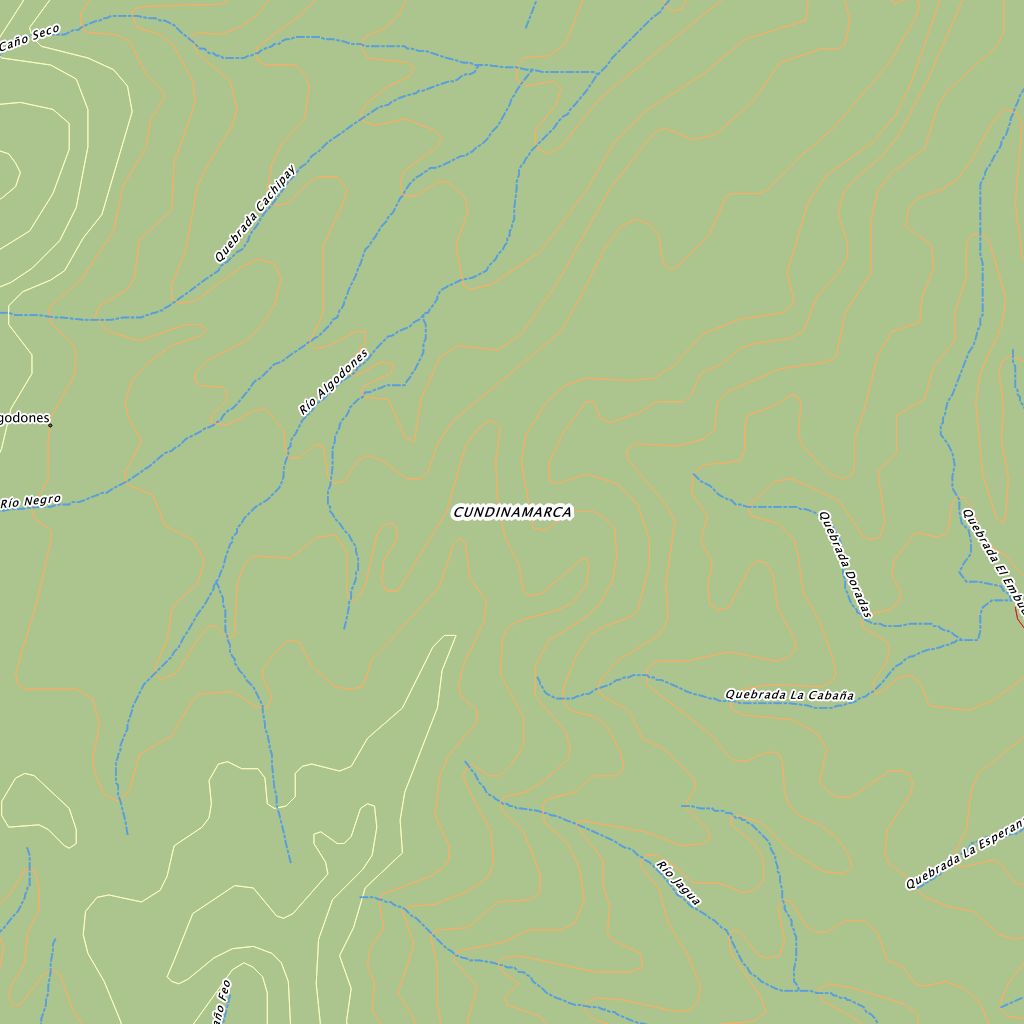 Caño Seco
Quebrada Cachipay
Río Algodones
godones
Río Negro
CUNDINAMARCA
Quebrada Doradas
Quebrada El Embud
Quebrada La Cabaña
Quebrada La Esperan
Río Jagua
año Feo